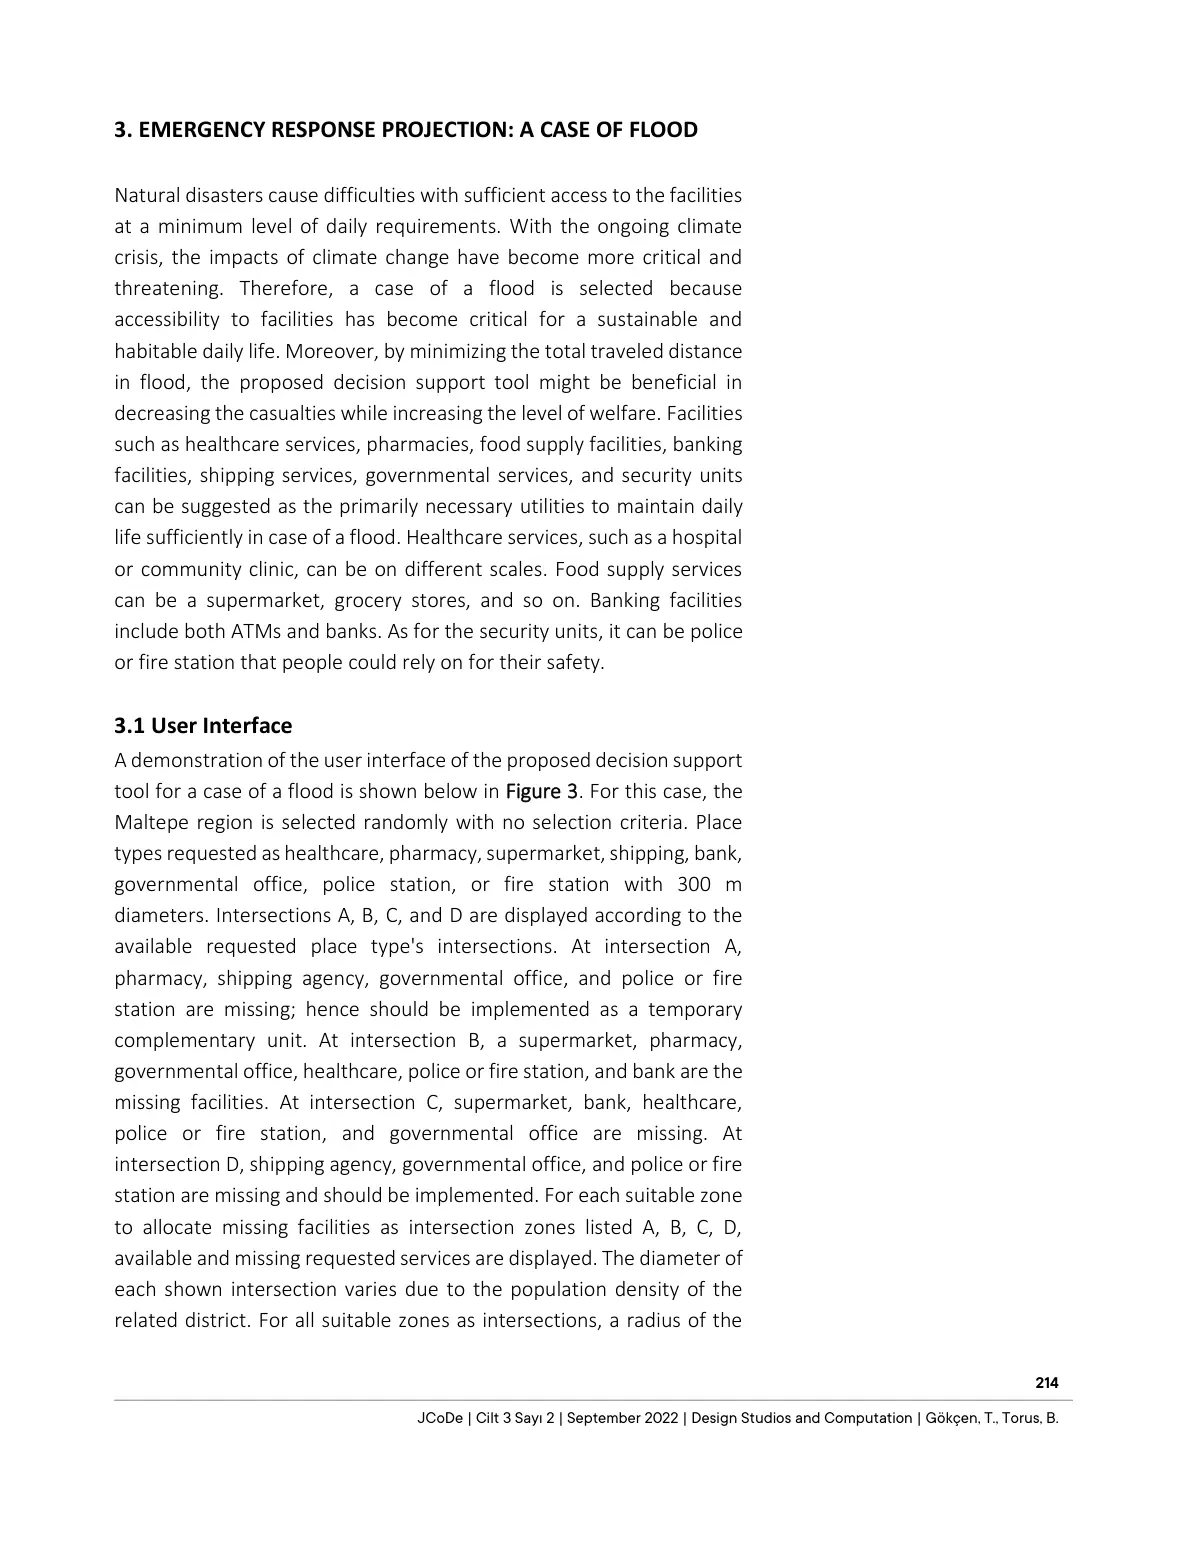 3. EMERGENCY RESPONSE PROJECTION: A CASE OF FLOOD
Natural disasters cause difficulties with sufficient access to the facilities
at a minimum level of daily requirements. With the ongoing climate
crisis, the impacts of climate change have become more critical and
threatening. Therefore, a case of a flood is selected because
accessibility to facilities has become critical for a sustainable and
habitable daily life. Moreover, by minimizing the total traveled distance
in flood, the proposed decision support tool might be beneficial in
decreasing the casualties while increasing the level of welfare. Facilities
such as healthcare services, pharmacies, food supply facilities, banking
facilities, shipping services, governmental services, and security units
can be suggested as the primarily necessary utilities to maintain daily
life sufficiently in case of a flood. Healthcare services, such as a hospital
or community clinic, can be on different scales. Food supply services
can be a supermarket, grocery stores, and so on. Banking facilities
include both ATMs and banks. As for the security units, it can be police
or fire station that people could rely on for their safety.
3.1 User Interface
A demonstration of the user interface of the proposed decision support
tool for a case of a flood is shown below in Figure 3. For this case, the
Maltepe region is selected randomly with no selection criteria. Place
types requested as healthcare, pharmacy, supermarket, shipping, bank,
governmental office, police station, or fire station with 300 m
diameters. Intersections A, B, C, and D are displayed according to the
available requested place type's intersections. At intersection A,
pharmacy, shipping agency, governmental office, and police or fire
station are missing; hence should be implemented as a temporary
complementary unit. At intersection B, a supermarket, pharmacy,
governmental office, healthcare, police or fire station, and bank are the
missing facilities. At intersection C, supermarket, bank, healthcare,
police or fire station, and governmental office are missing. At
intersection D, shipping agency, governmental office, and police or fire
station are missing and should be implemented. For each suitable zone
to allocate missing facilities as intersection zones listed A, B, C, D,
available and missing requested services are displayed. The diameter of
each shown intersection varies due to the population density of the
related district. For all suitable zones as intersections, a radius of the
214
JCoDe | Cilt 3 Sayı 2 | September 2022 | Design Studios and Computation | Gökçen, T., Torus, B.